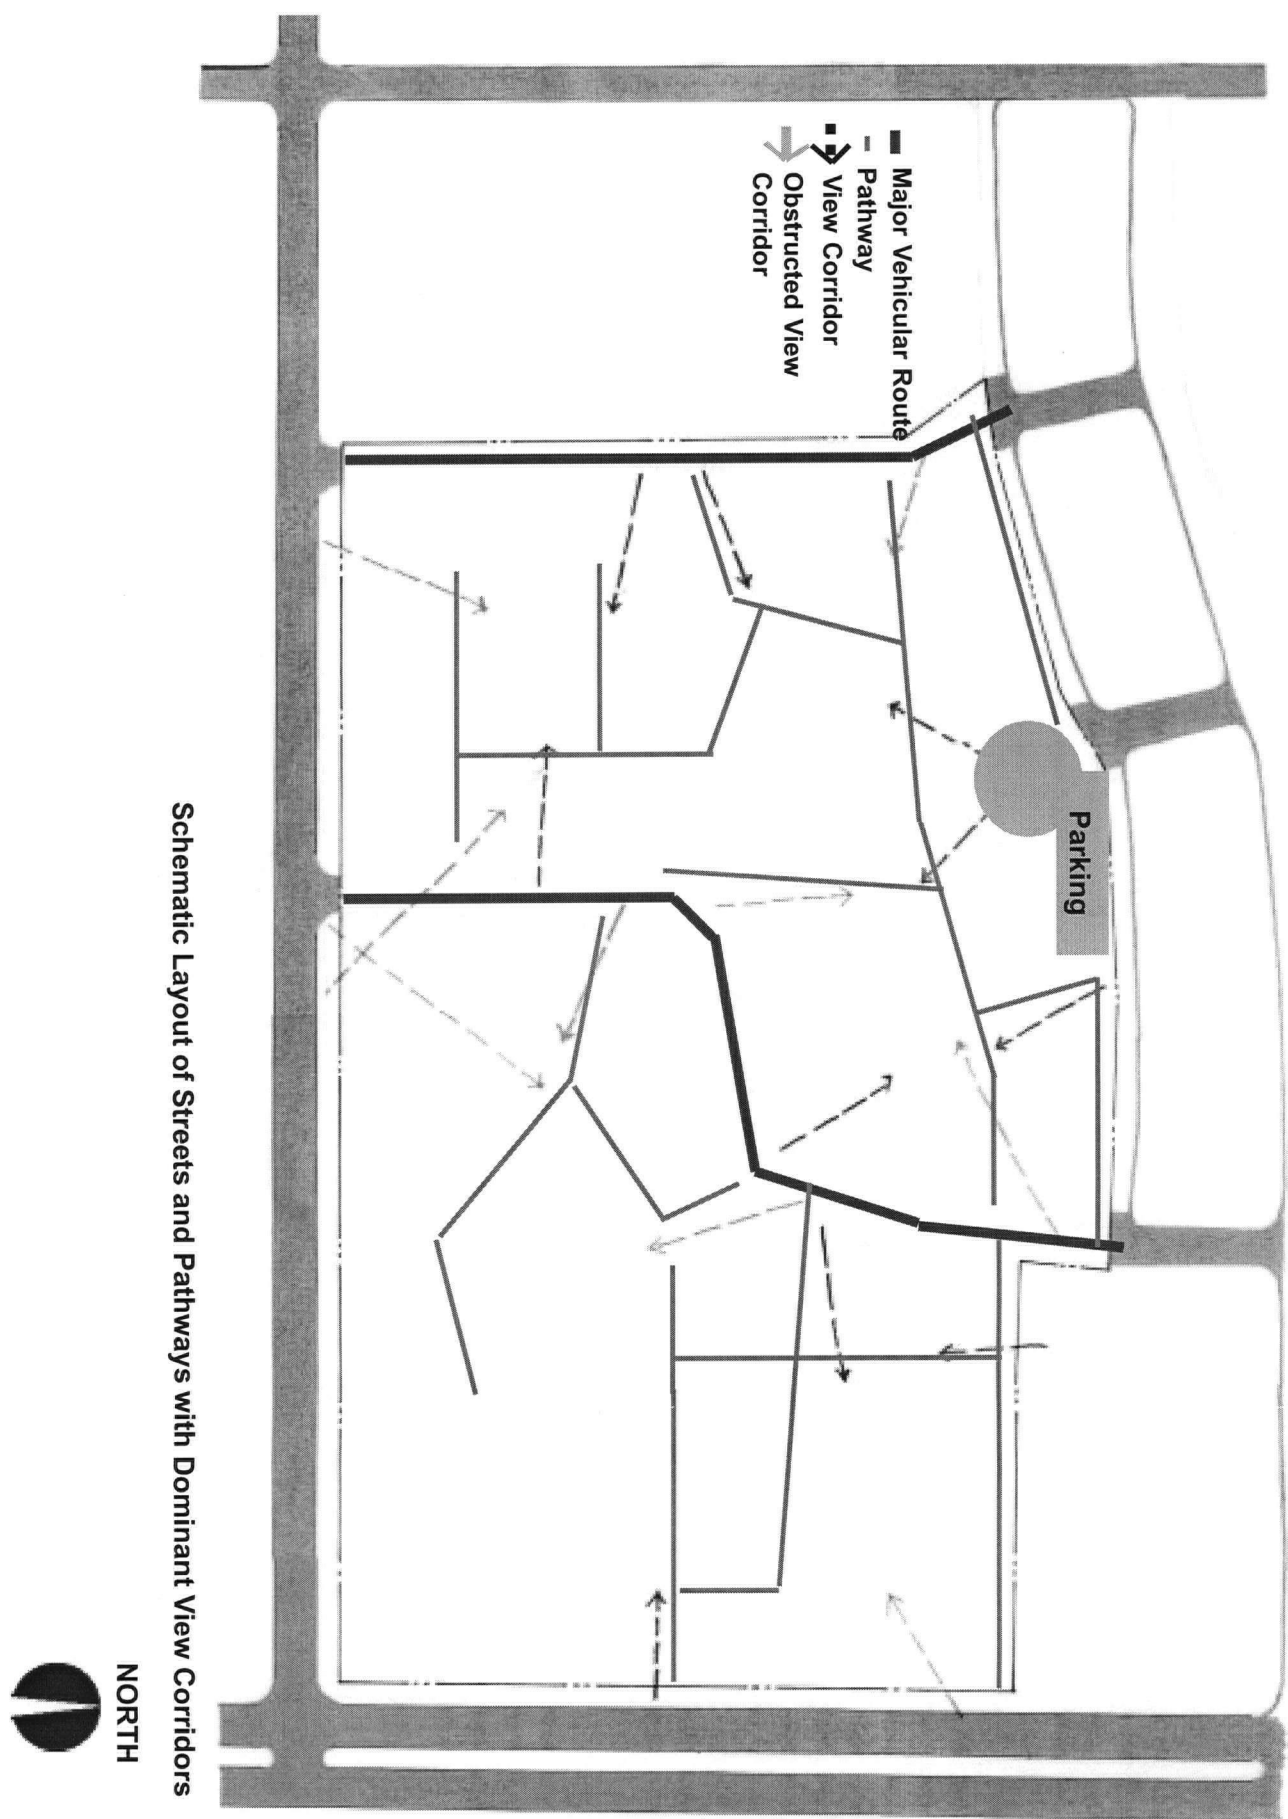 Major Vehicular Route
Pathway
View Corridor
Obstructed View
Corridor
Parking
Schematic Layout of Streets and Pathways with Dominant View Corridors
NORTH